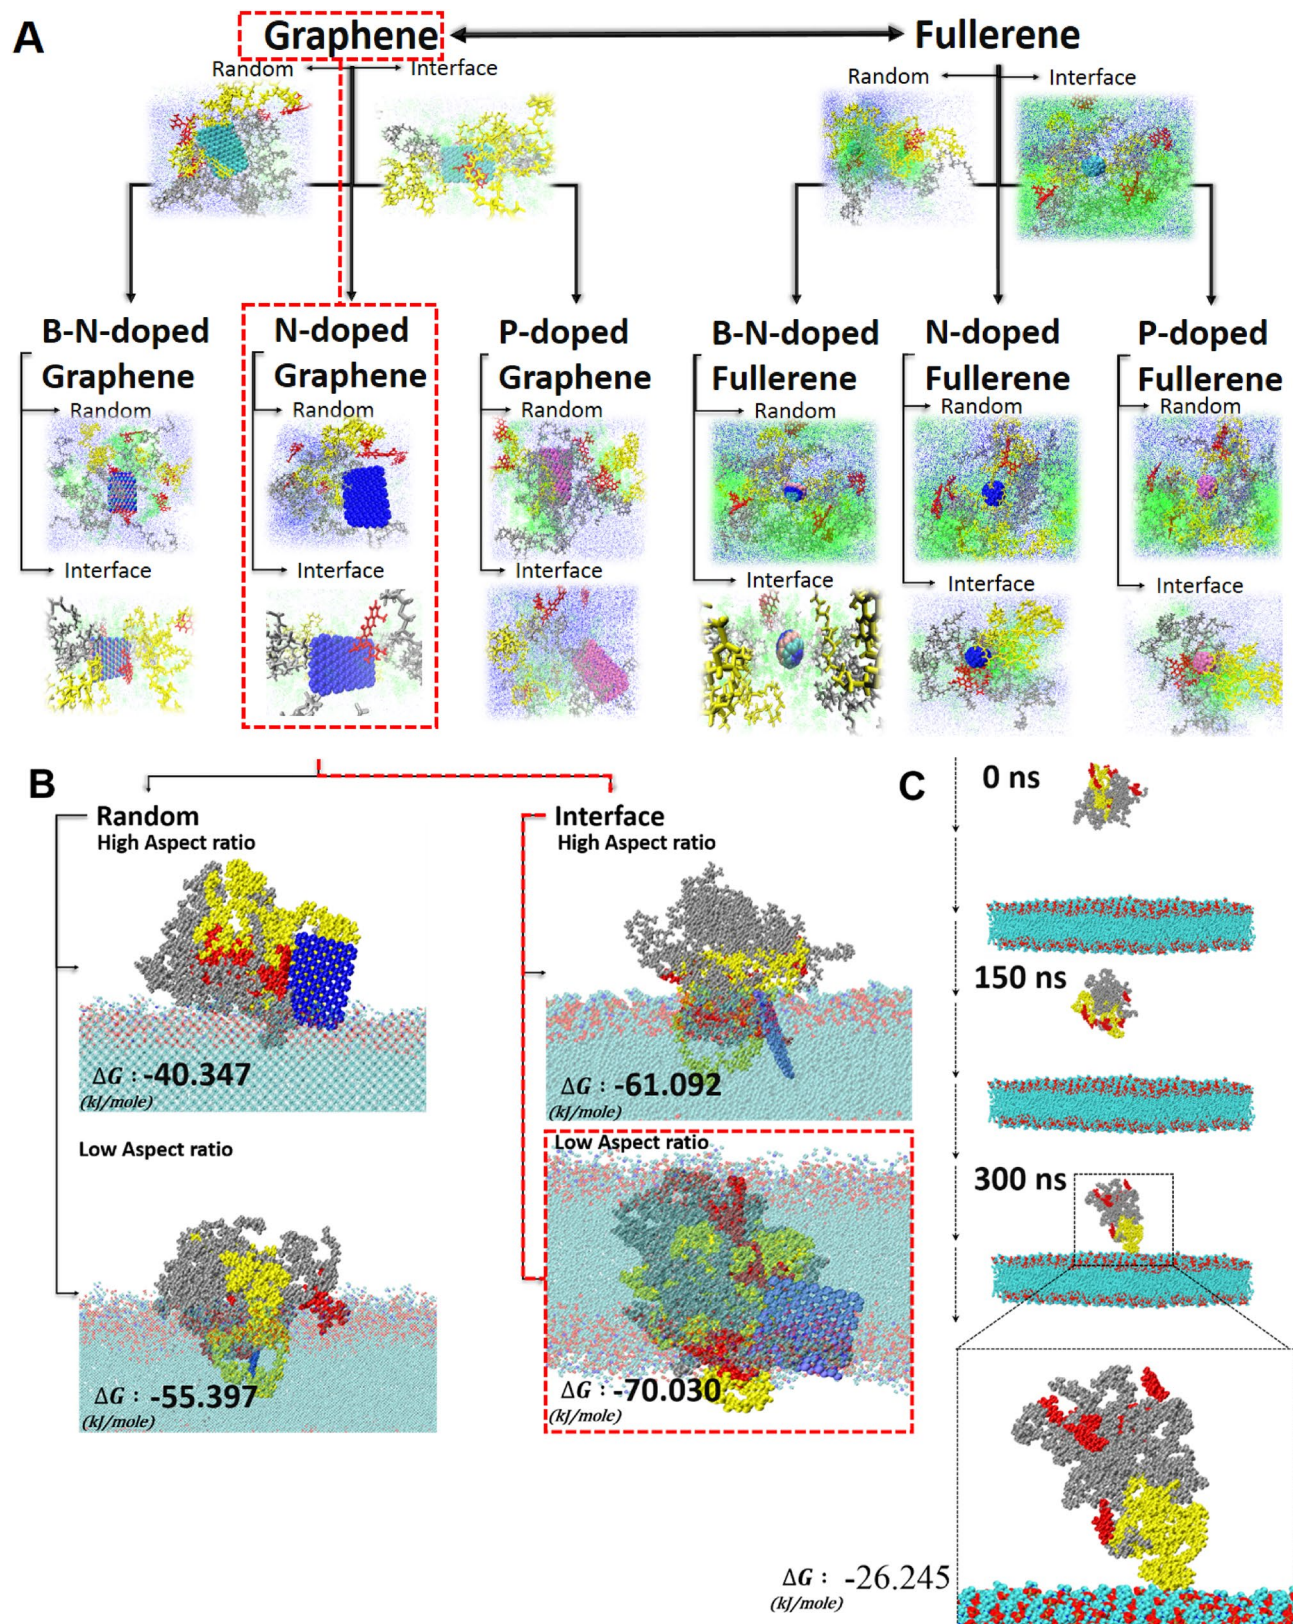 A
Graphene
Fullerene
Random
Interface
Random
Interface
B-N-doped
Graphene
Random
Interface
N-doped
Graphene
Random
Interface
P-doped
Graphene
Random
Interface
B-N-doped
Fullerene
Random
Interface
N-doped
Fullerene
Random
Interface
P-doped
Fullerene
Random
Interface
B
Random
High Aspect ratio
ΔG : -40.347
(kJ/mole)
Low Aspect ratio
ΔG : -55.397
(kJ/mole)
Interface
High Aspect ratio
ΔG : -61.092
(kJ/mole)
Low Aspect ratio
ΔG : -70.030
(kJ/mole)
C
0 ns
150 ns
300 ns
ΔG : -26.245
(kJ/mole)